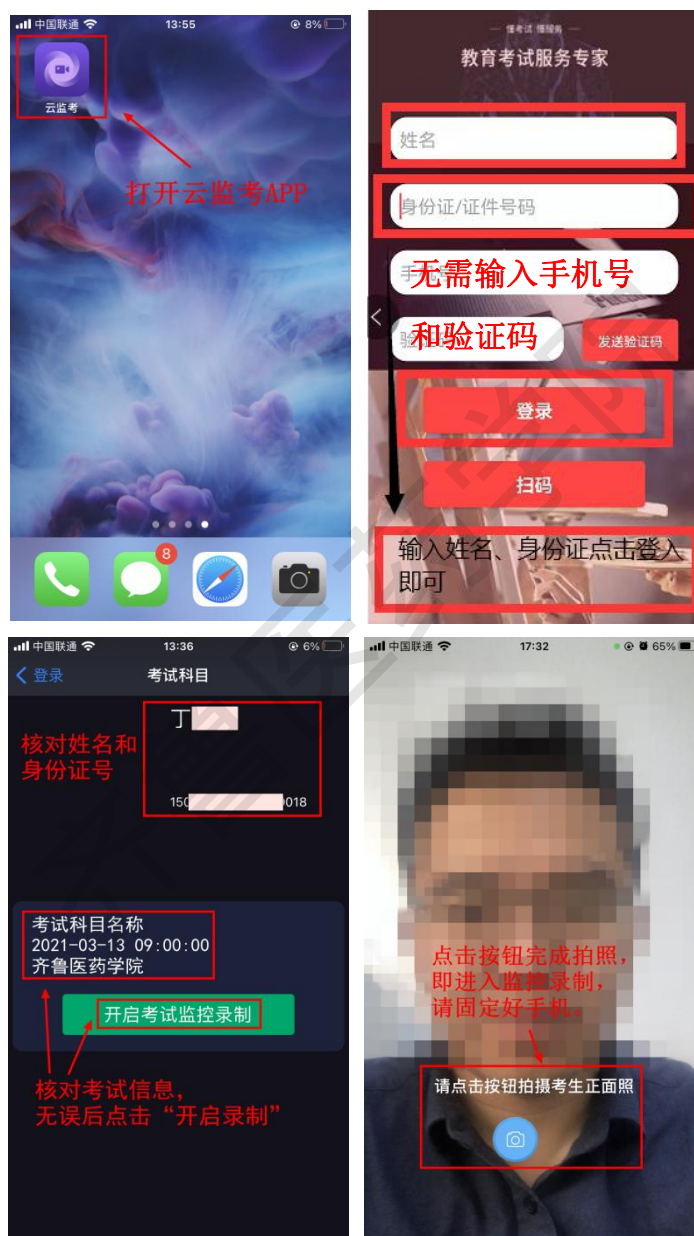 中国联通
13:55
8%
云监考
打开云监考APP
8
— 懂考试 懂服务 —
教育考试服务专家
姓名
身份证/证件号码
无需输入手机号
和验证码
发送验证码
登录
扫码
输入姓名、身份证点击登入
即可
中国联通
13:36
6%
登录
考试科目
丁
核对姓名和
身份证号
150
0018
考试科目名称
2021-03-13 09:00:00
齐鲁医药学院
开启考试监控录制
核对考试信息,
无误后点击“开启录制”
中国联通
17:32
65%
点击按钮完成拍照,
即进入监控录制,
请固定好手机。
请点击按钮拍摄考生正面照